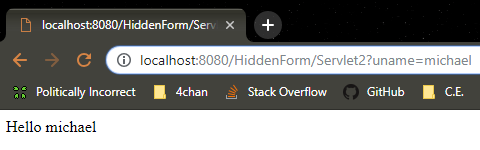 localhost:8080/HiddenForm/Serv
localhost:8080/HiddenForm/Servlet2?uname=michael
Politically Incorrect 4chan Stack Overflow GitHub C.E.
Hello michael